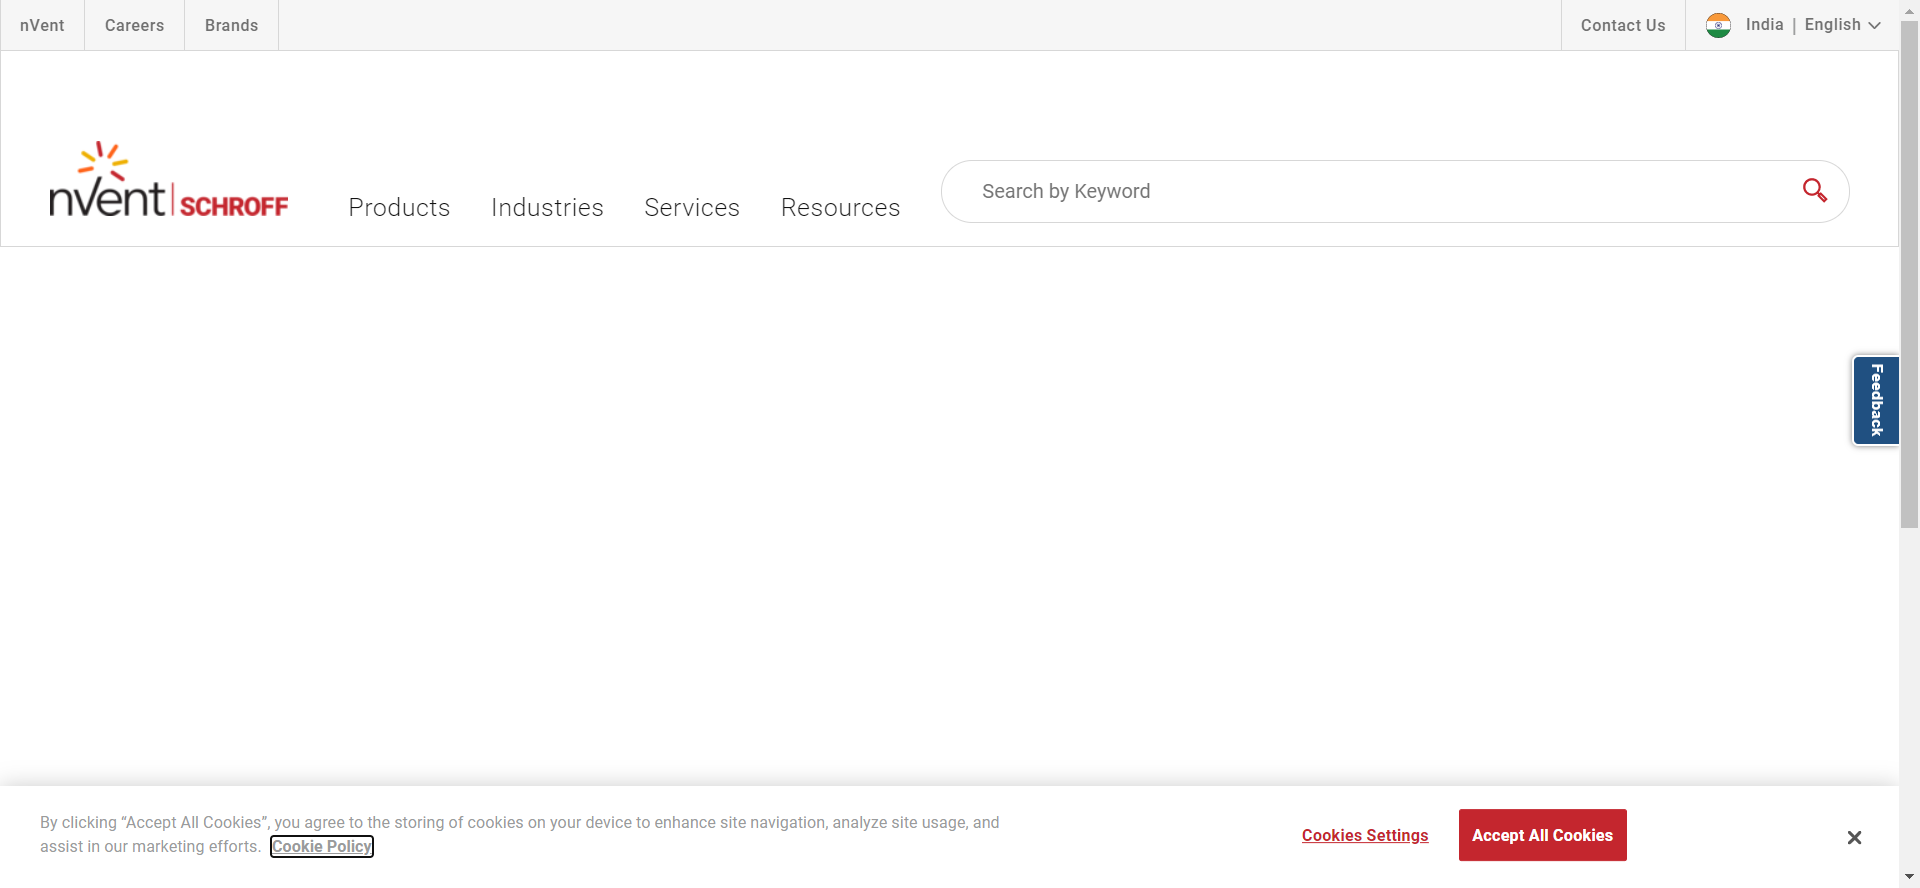 nVent
Careers
Brands
Contact Us
India | English
nVent | SCHROFF
Products
Industries
Services
Resources
Search by Keyword
Feedback
By clicking “Accept All Cookies”, you agree to the storing of cookies on your device to enhance site navigation, analyze site usage, and
assist in our marketing efforts. Cookie Policy
Cookies Settings
Accept All Cookies